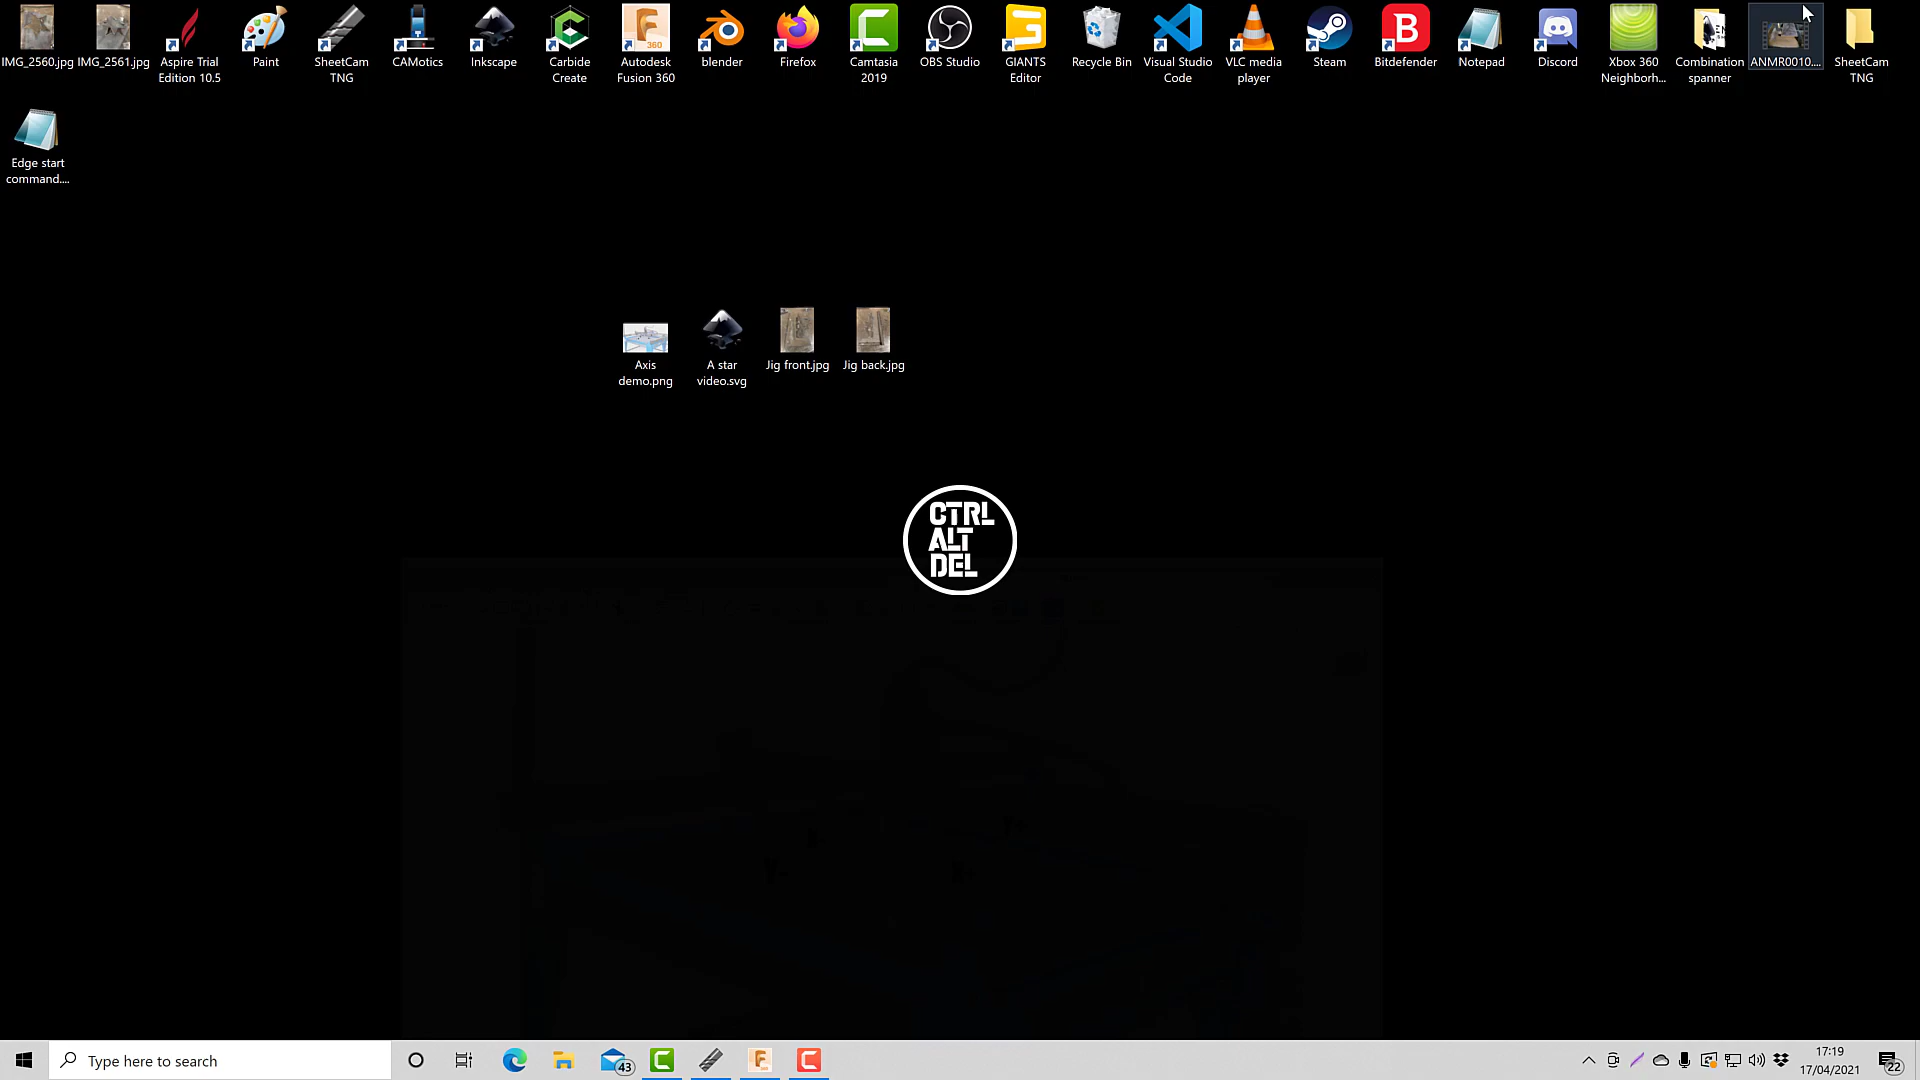 IMG_2560.jpg
IMG_2561.jpg
Aspire Trial
Edition 10.5
Paint
SheetCam
TNG
CAMotics
Inkscape
Carbide
Create
Autodesk
Fusion 360
blender
Firefox
Camtasia
2019
OBS Studio
GIANTS
Editor
Recycle Bin
Visual Studio
Code
VLC media
player
Steam
Bitdefender
Notepad
Discord
Xbox 360
Neighborh...
Combination
spanner
ANMR0010....
SheetCam
TNG
360
Edge start
command....
Axis
demo.png
A star
video.svg
Jig front.jpg
Jig back.jpg
CTRL
ALT
DEL
Type here to search
43
17:19
17/04/2021
22